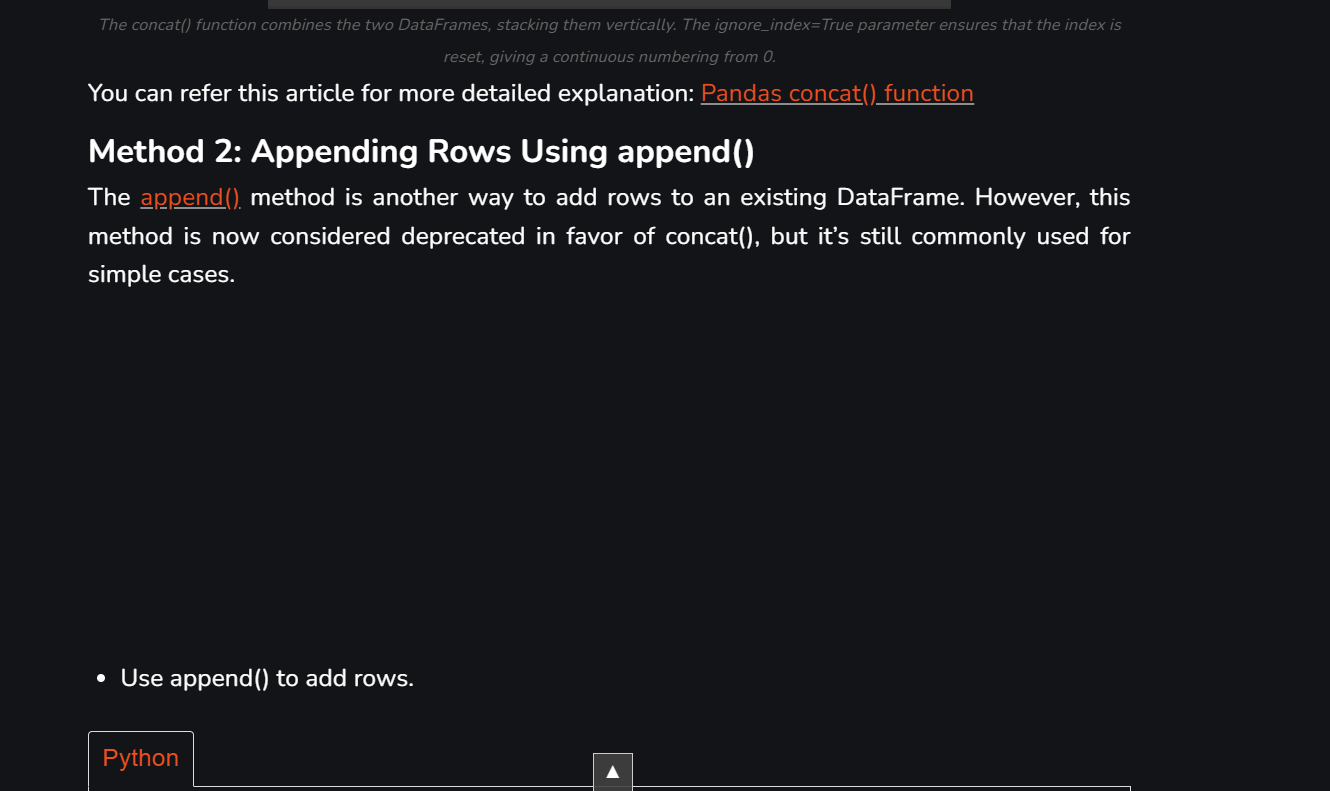 The concat() function combines the two DataFrames, stacking them vertically. The ignore_index=True parameter ensures that the index is
reset, giving a continuous numbering from 0.
You can refer this article for more detailed explanation: Pandas concat() function
Method 2: Appending Rows Using append()
The append() method is another way to add rows to an existing DataFrame. However, this
method is now considered deprecated in favor of concat(), but it’s still commonly used for
simple cases.
• Use append() to add rows.
Python
▲